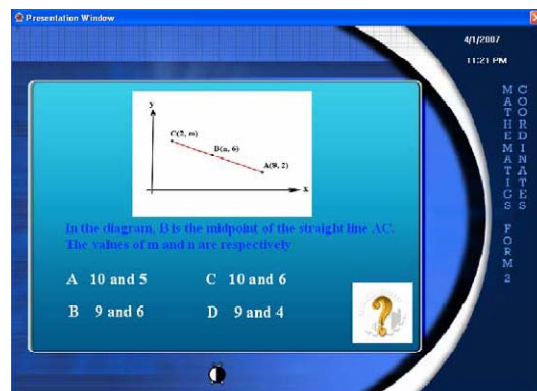 Presentation Window
4/1/2007
11:21 PM
MATHEMATICS FORM 2
COORDINATES
y
C(2, m)
B(n, 6)
A(8, 2)
x
In the diagram, B is the midpoint of the straight line AC.
The values of m and n are respectively
A 10 and 5 C 10 and 6
B 9 and 6 D 9 and 4